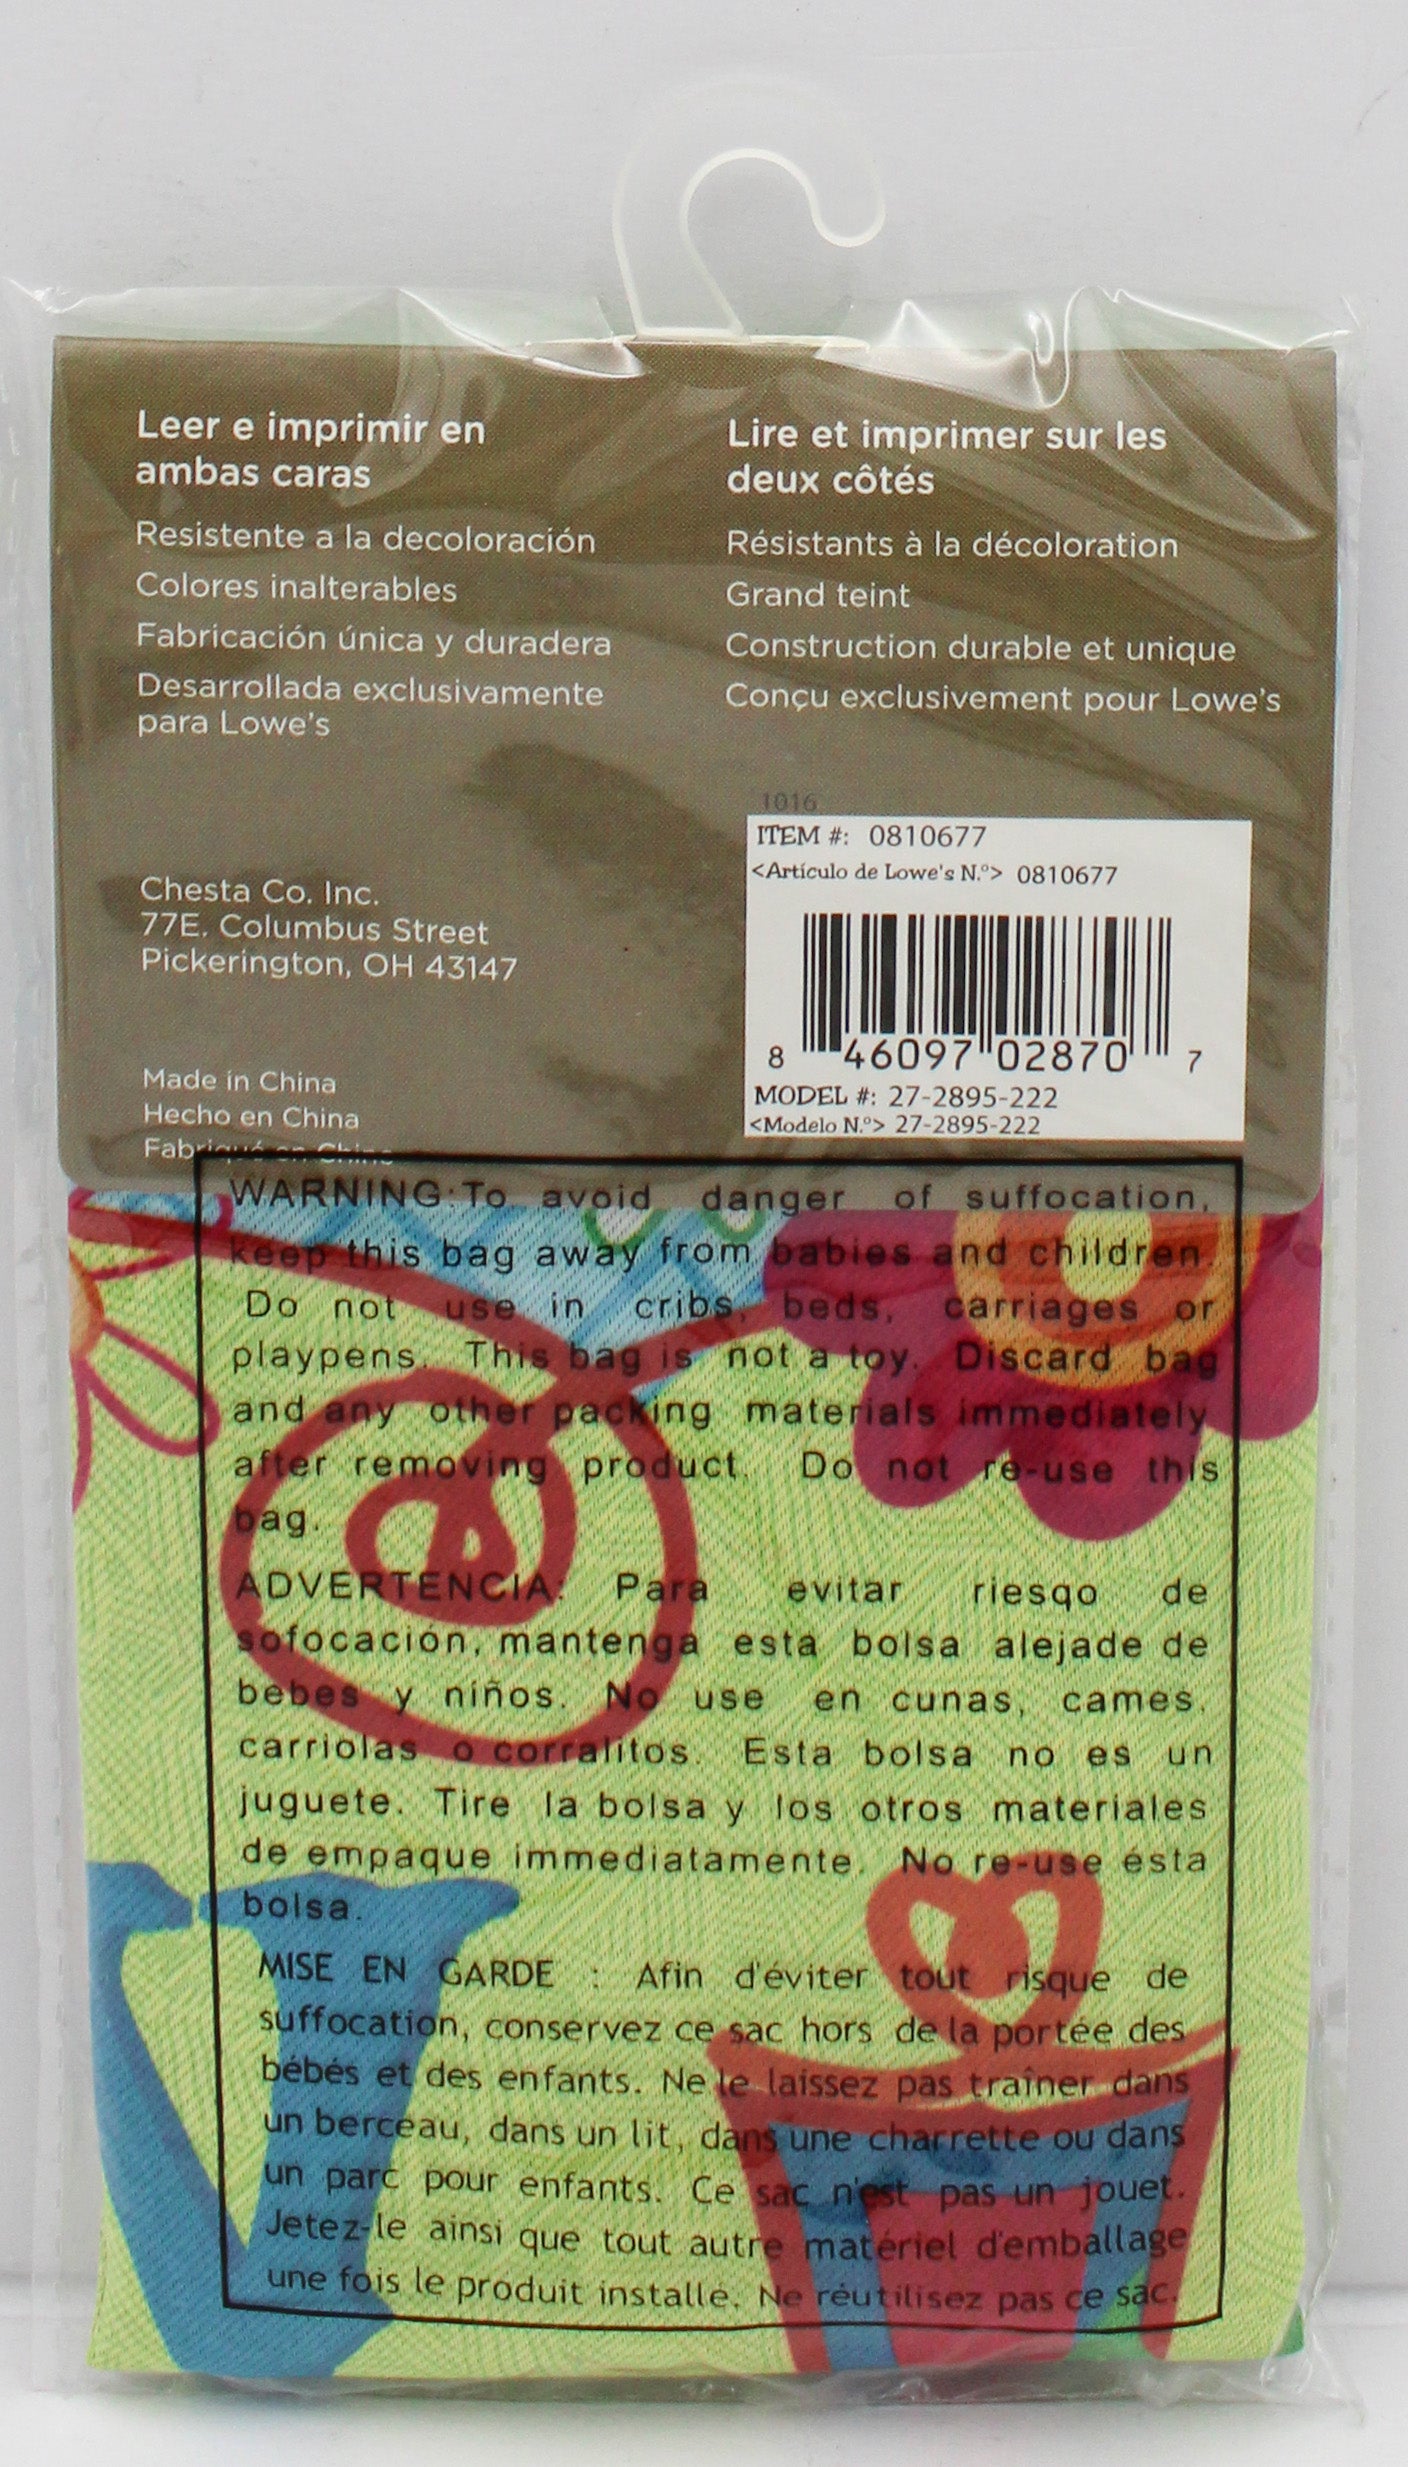 Leer e imprimir en
ambas caras
Resistente a la decoloración
Colores inalterables
Fabricación única y duradera
Desarrollada exclusivamente
para Lowe's
Lire et imprimer sur les
deux côtés
Résistants à la décoloration
Grand teint
Construction durable et unique
Conçu exclusivement pour Lowe's
Chesta Co. Inc.
77E. Columbus Street
Pickerington, OH 43147
Made in China
Hecho en China
Fabriqué en Chine
1016
ITEM #: 0810677
<Artículo de Lowe's N.º> 0810677
8 46097 02870 7
MODEL #: 27-2895-222
<Modelo N.º> 27-2895-222
WARNING:To avoid danger of suffocation,
keep this bag away from babies and children.
Do not use in cribs, beds, carriages or
playpens. This bag is not a toy. Discard bag
and any other packing materials immediately
after removing product. Do not re-use this
bag.
ADVERTENCIA: Para evitar riesqo de
sofocación, mantenga esta bolsa alejade de
bebes y niños. No use en cunas, cames,
carriolas o corralitos. Esta bolsa no es un
juguete. Tire la bolsa y los otros materiales
de empaque immediatamente. No re-use ésta
bolsa.
MISE EN GARDE : Afin d'éviter tout risque de
suffocation, conservez ce sac hors de la portée des
bébés et des enfants. Ne le laissez pas traîner dans
un berceau, dans un lit, dans une charrette ou dans
un parc pour enfants. Ce sac n'est pas un jouet.
Jetez-le ainsi que tout autre matériel d'emballage
une fois le produit installé. Ne réutilisez pas ce sac.